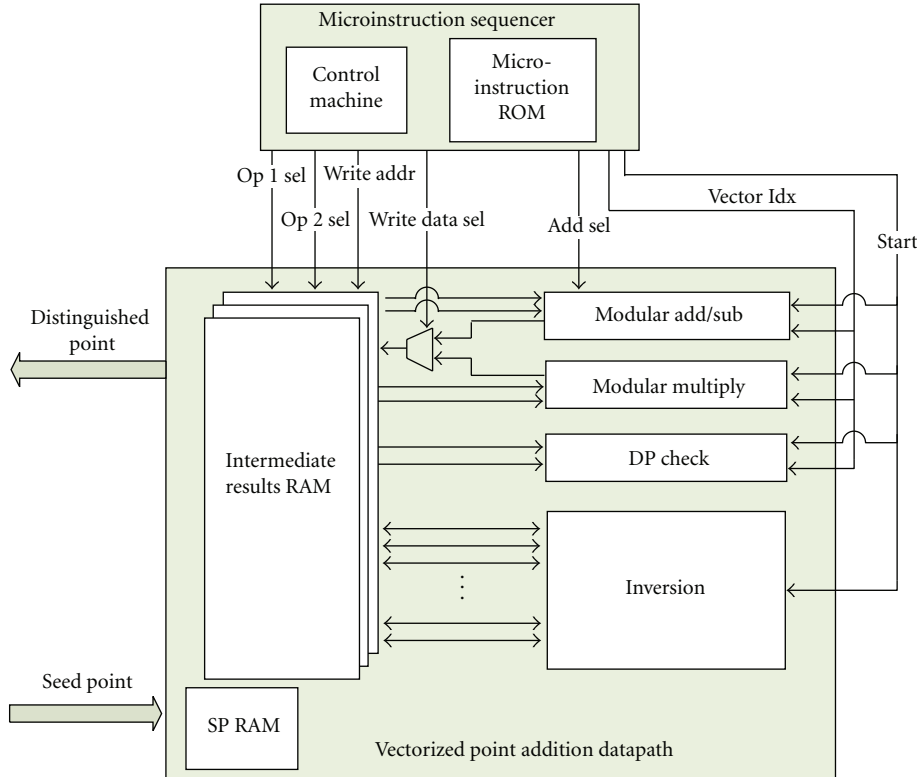 Microinstruction sequencer
Control
machine
Micro-
instruction
ROM
Op 1 sel
Write addr
Op 2 sel
Write data sel
Add sel
Vector Idx
Start
Distinguished
point
Modular add/sub
Modular multiply
DP check
Intermediate
results RAM
Inversion
Seed point
SP RAM
Vectorized point addition datapath